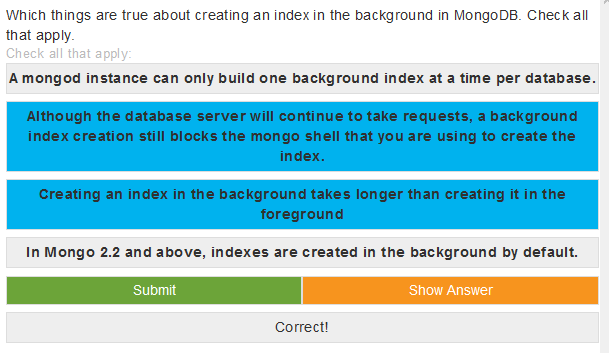 Which things are true about creating an index in the background in MongoDB. Check all
that apply.
Check all that apply:
A mongod instance can only build one background index at a time per database.
Although the database server will continue to take requests, a background
index creation still blocks the mongo shell that you are using to create the
index.
Creating an index in the background takes longer than creating it in the
foreground
In Mongo 2.2 and above, indexes are created in the background by default.
Submit
Show Answer
Correct!